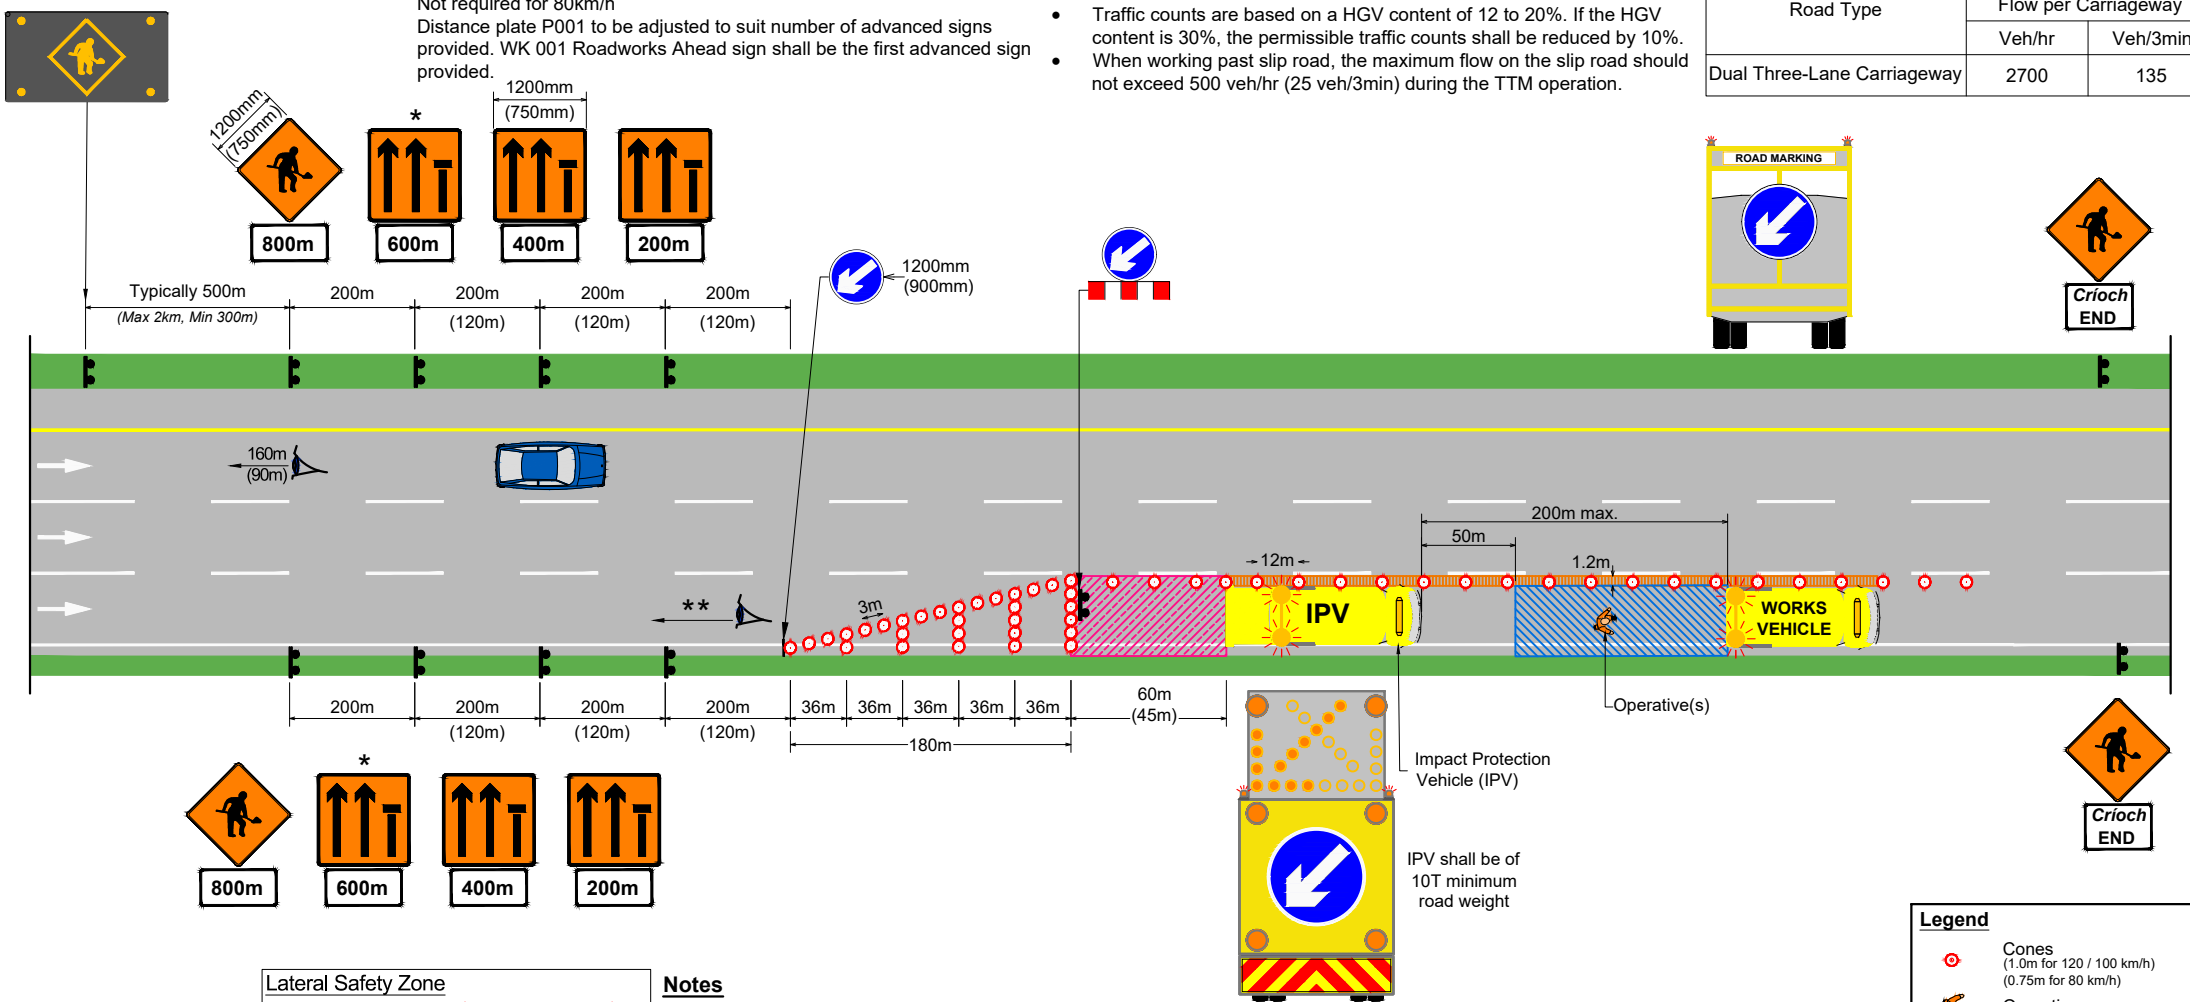 Not required for 80km/h
Distance plate P001 to be adjusted to suit number of advanced signs
provided. WK 001 Roadworks Ahead sign shall be the first advanced sign
provided.
• Traffic counts are based on a HGV content of 12 to 20%. If the HGV
content is 30%, the permissible traffic counts shall be reduced by 10%.
• When working past slip road, the maximum flow on the slip road should
not exceed 500 veh/hr (25 veh/3min) during the TTM operation.
Road Type
Flow per Carriageway
Veh/hr
Veh/3min
Dual Three-Lane Carriageway
2700
135
1200mm
(750mm)
*
1200mm
(750mm)
800m
600m
400m
200m
ROAD MARKING
Críoch
END
1200mm
(900mm)
Typically 500m
(Max 2km, Min 300m)
200m
200m
(120m)
200m
(120m)
200m
(120m)
160m
(90m)
200m max.
50m
12m
1.2m
**
3m
IPV
WORKS
VEHICLE
200m
200m
(120m)
200m
(120m)
200m
(120m)
36m
36m
36m
36m
36m
180m
60m
(45m)
Operative(s)
Impact Protection
Vehicle (IPV)
*
800m
600m
400m
200m
IPV shall be of
10T minimum
road weight
Críoch
END
Legend
Cones
(1.0m for 120 / 100 km/h)
(0.75m for 80 km/h)
Lateral Safety Zone
Notes